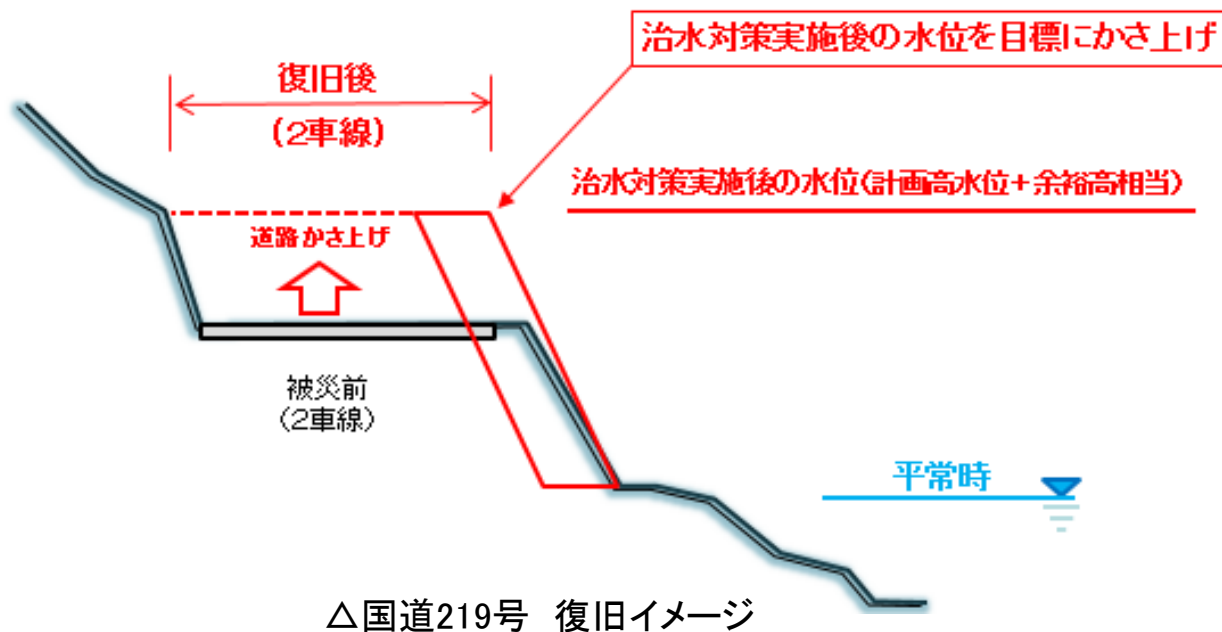 治水対策実施後の水位を目標にかさ上げ
復旧後
(2車線)
治水対策実施後の水位(計画高水位+余裕高相当)
道路かさ上げ
被災前
(2車線)
平常時
△国道219号 復旧イメージ